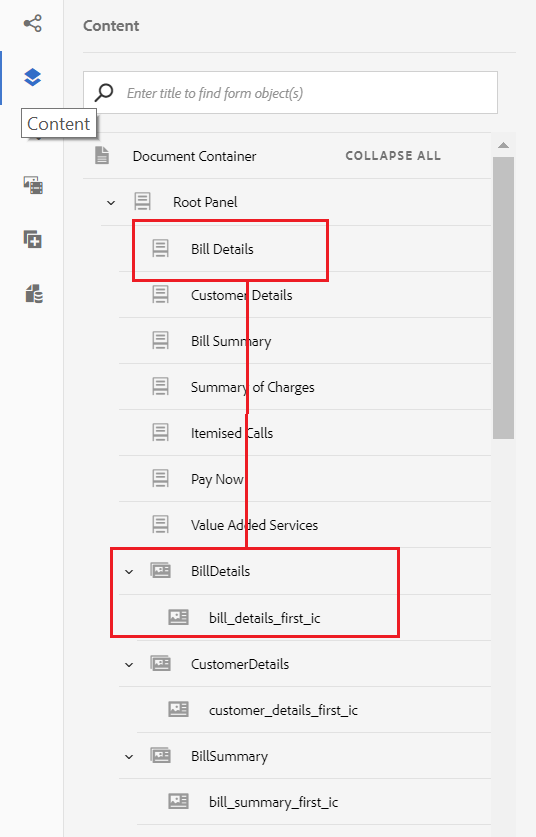 Content
Enter title to find form object(s)
Content
Document Container COLLAPSE ALL
Root Panel
Bill Details
Customer Details
Bill Summary
Summary of Charges
Itemised Calls
Pay Now
Value Added Services
BillDetails
bill_details_first_ic
CustomerDetails
customer_details_first_ic
BillSummary
bill_summary_first_ic